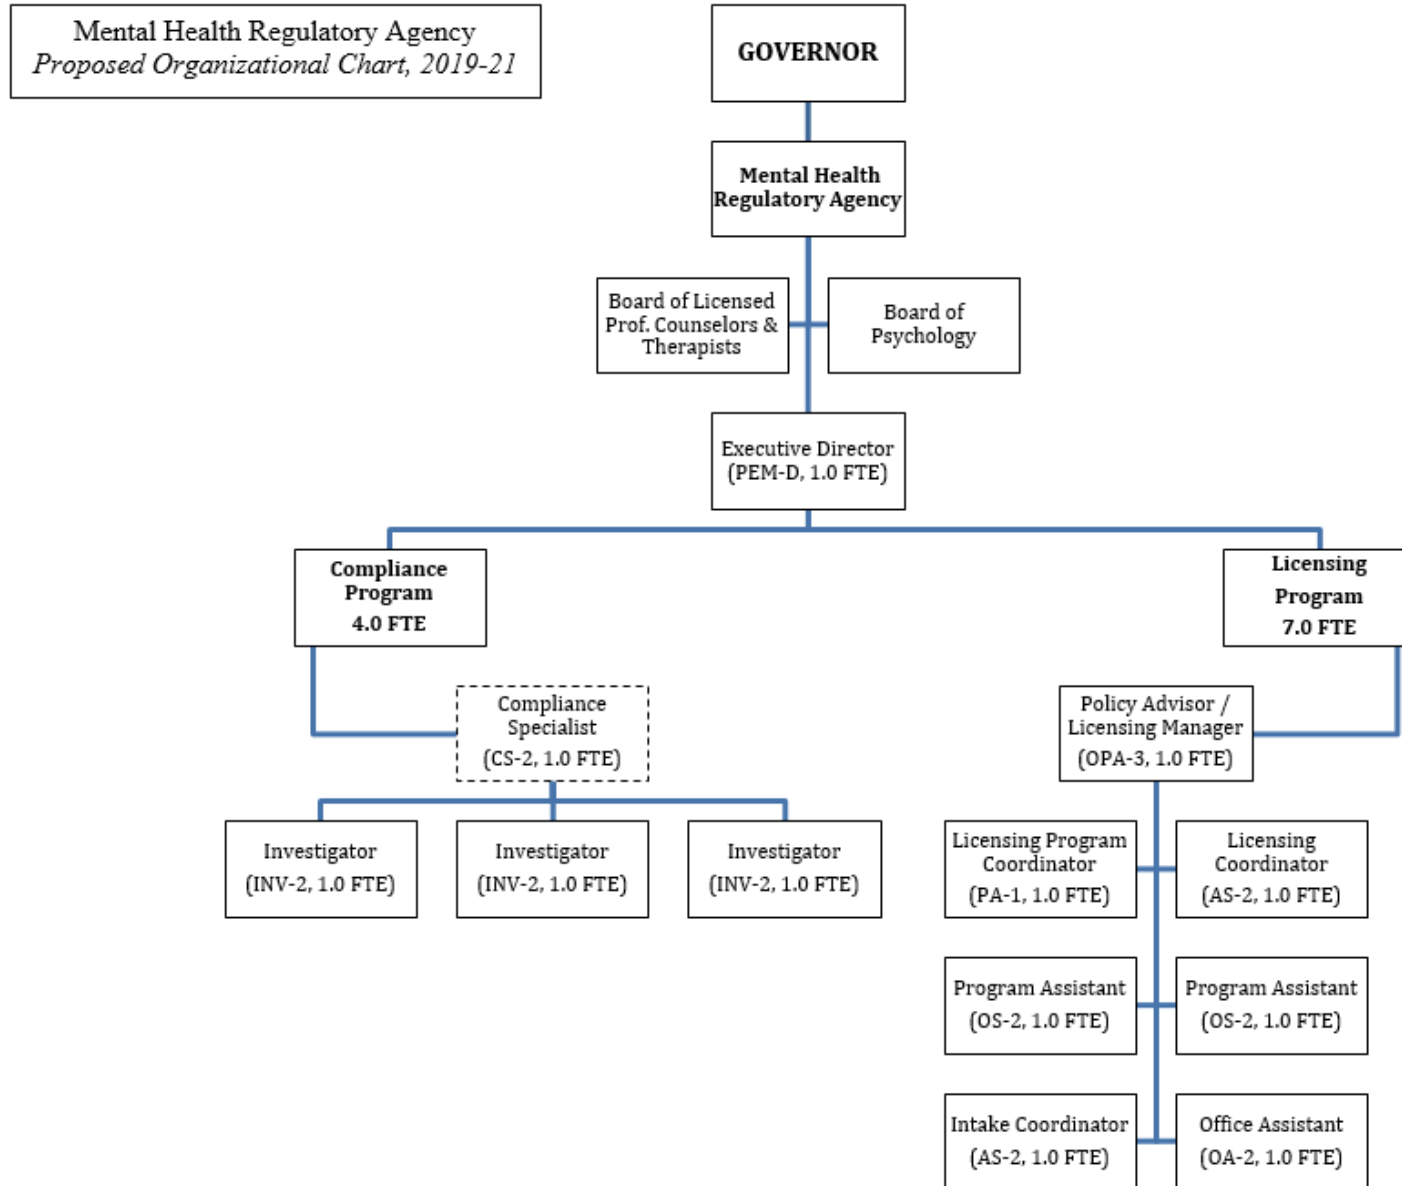 Mental Health Regulatory Agency
Proposed Organizational Chart, 2019-21
GOVERNOR
Mental Health
Regulatory Agency
Board of Licensed
Prof. Counselors &
Therapists
Board of
Psychology
Executive Director
(PEM-D, 1.0 FTE)
Compliance
Program
4.0 FTE
Licensing
Program
7.0 FTE
Compliance
Specialist
(CS-2, 1.0 FTE)
Policy Advisor /
Licensing Manager
(OPA-3, 1.0 FTE)
Investigator
(INV-2, 1.0 FTE)
Investigator
(INV-2, 1.0 FTE)
Investigator
(INV-2, 1.0 FTE)
Licensing Program
Coordinator
(PA-1, 1.0 FTE)
Licensing
Coordinator
(AS-2, 1.0 FTE)
Program Assistant
(OS-2, 1.0 FTE)
Program Assistant
(OS-2, 1.0 FTE)
Intake Coordinator
(AS-2, 1.0 FTE)
Office Assistant
(OA-2, 1.0 FTE)